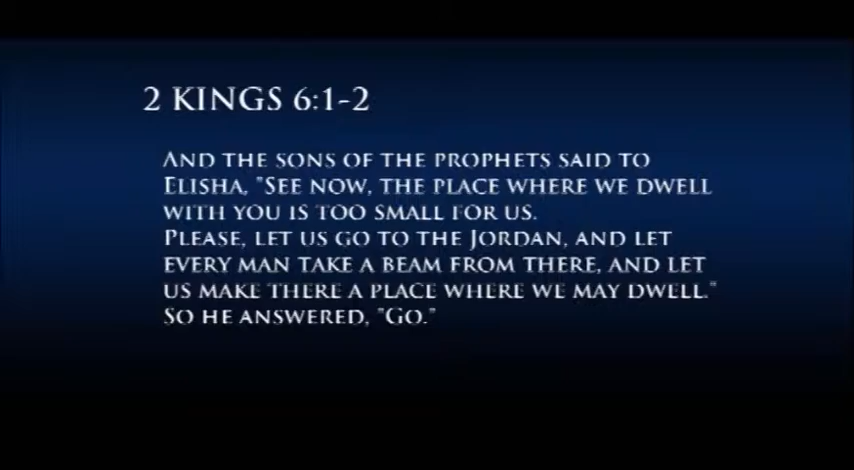 2 KINGS 6:1-2
AND THE SONS OF THE PROPHETS SAID TO
ELISHA, "SEE NOW, THE PLACE WHERE WE DWELL
WITH YOU IS TOO SMALL FOR US.
PLEASE, LET US GO TO THE JORDAN, AND LET
EVERY MAN TAKE A BEAM FROM THERE, AND LET
US MAKE THERE A PLACE WHERE WE MAY DWELL."
SO HE ANSWERED, "GO."